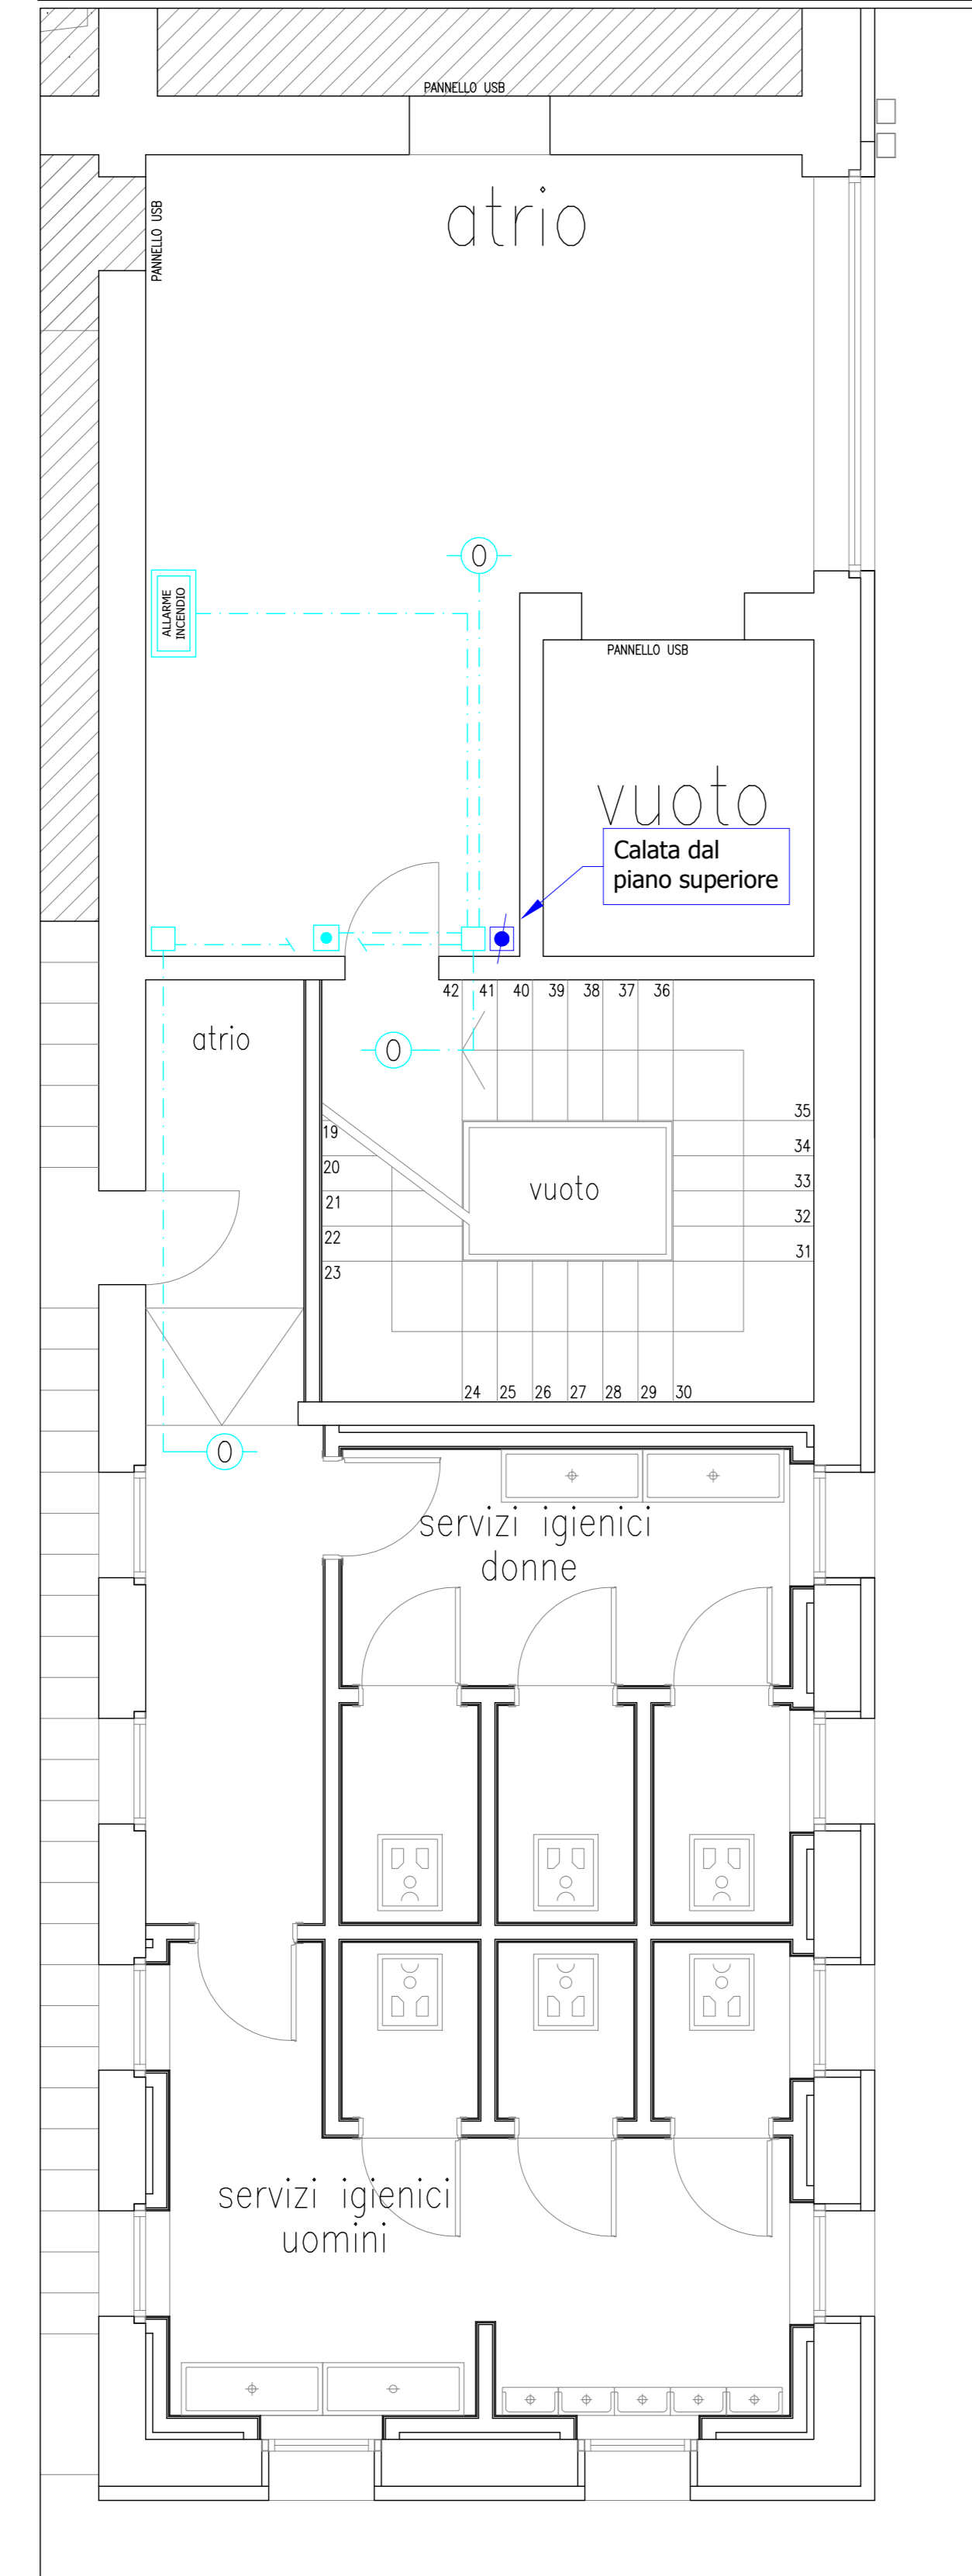 PANNELLO USB
PANNELLO USB
atrio
O
ALLARME
INCENDIO
PANNELLO USB
vuoto
Calata dal
piano superiore
42 41 40 39 38 37 36
atrio
O
35
19
34
20
33
vuoto
21
32
22
31
23
24 25 26 27 28 29 30
O
servizi igienici
donne
servizi igienici
uomini